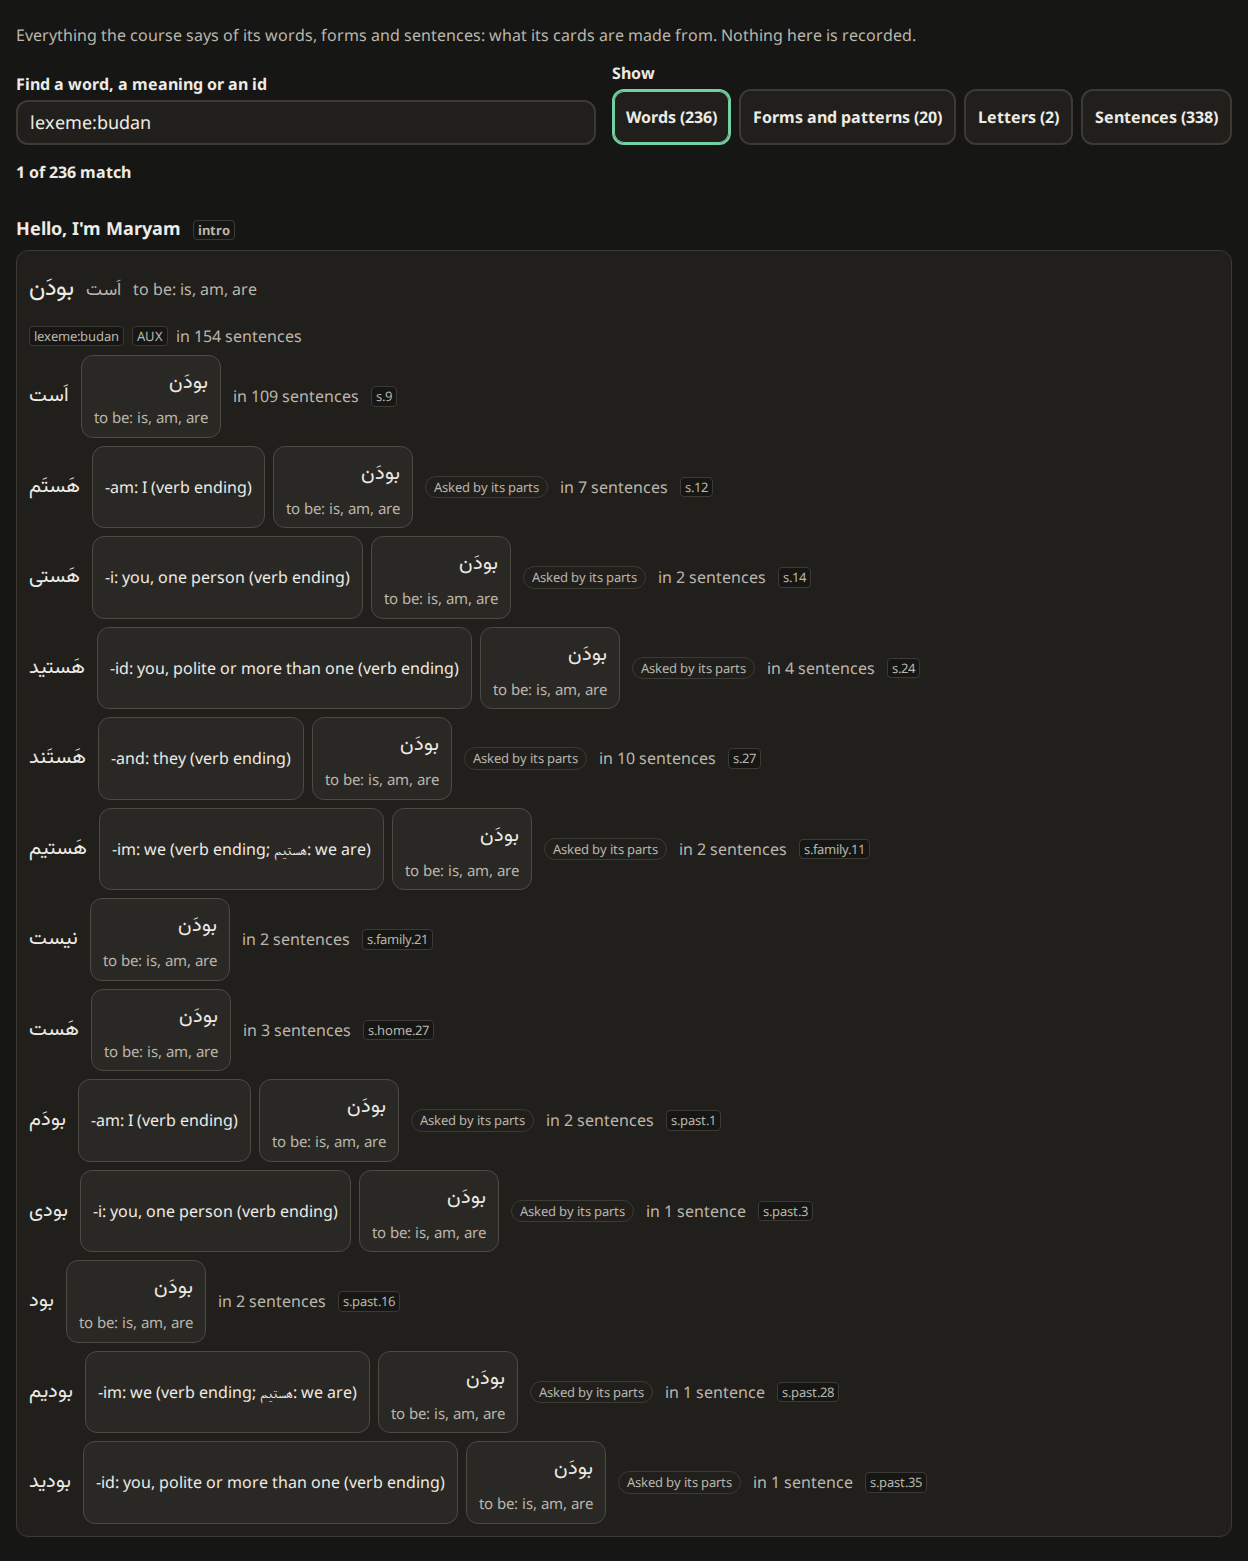 Everything the course says of its words, forms and sentences: what its cards are made from. Nothing here is recorded.
Find a word, a meaning or an id
Show
lexeme:budan
Words (236) Forms and patterns (20) Letters (2) Sentences (338)
1 of 236 match
Hello, I'm Maryam intro
بودَن اَست to be: is, am, are
lexeme:budan AUX in 154 sentences
اَست بودَن to be: is, am, are in 109 sentences s.9
هَستَم -am: I (verb ending) بودَن to be: is, am, are Asked by its parts in 7 sentences s.12
هَستی -i: you, one person (verb ending) بودَن to be: is, am, are Asked by its parts in 2 sentences s.14
هَستید -id: you, polite or more than one (verb ending) بودَن to be: is, am, are Asked by its parts in 4 sentences s.24
هَستَند -and: they (verb ending) بودَن to be: is, am, are Asked by its parts in 10 sentences s.27
هَستیم -im: we (verb ending; هستیم: we are) بودَن to be: is, am, are Asked by its parts in 2 sentences s.family.11
نیست بودَن to be: is, am, are in 2 sentences s.family.21
هَست بودَن to be: is, am, are in 3 sentences s.home.27
بودَم -am: I (verb ending) بودَن to be: is, am, are Asked by its parts in 2 sentences s.past.1
بودی -i: you, one person (verb ending) بودَن to be: is, am, are Asked by its parts in 1 sentence s.past.3
بود بودَن to be: is, am, are in 2 sentences s.past.16
بودیم -im: we (verb ending; هستیم: we are) بودَن to be: is, am, are Asked by its parts in 1 sentence s.past.28
بودید -id: you, polite or more than one (verb ending) بودَن to be: is, am, are Asked by its parts in 1 sentence s.past.35